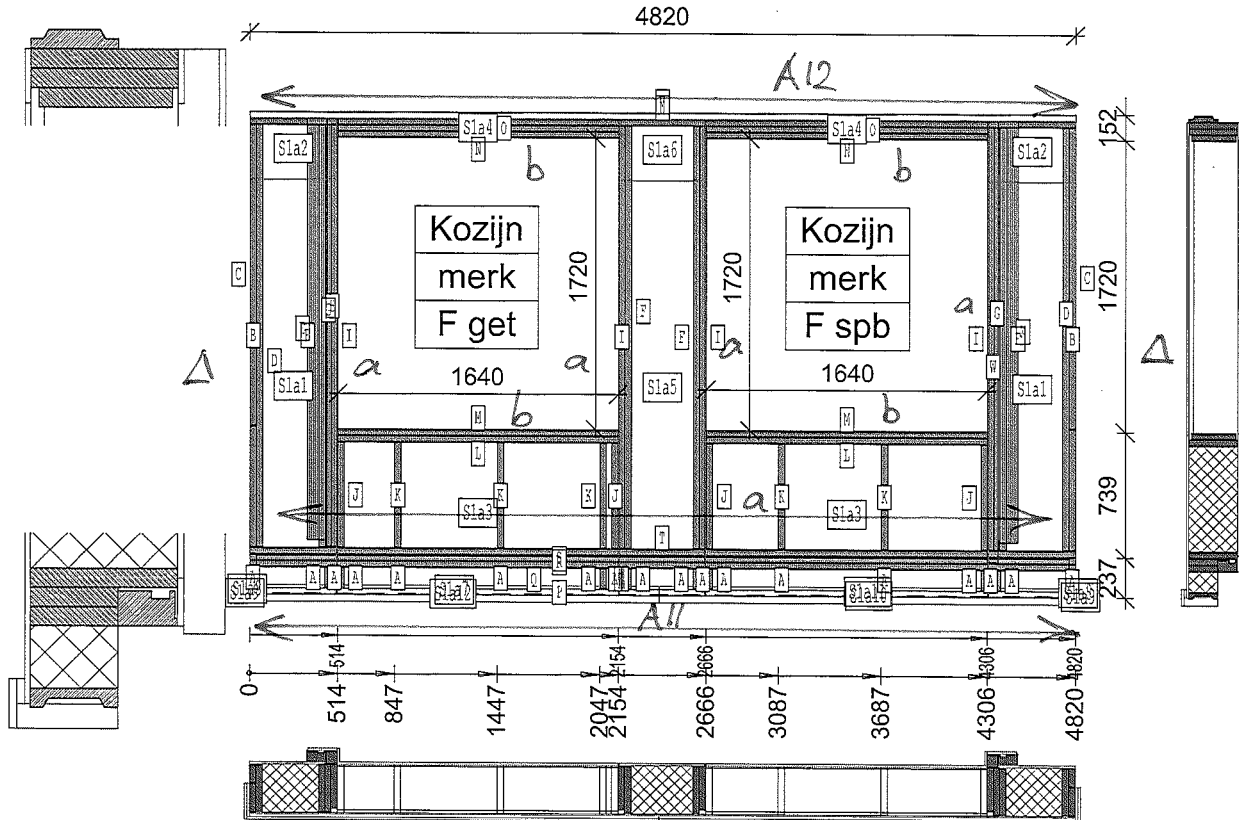 4820
A12
N
152
Sla4 O
Sla4 O
Sla2
Sla6
Sla2
N
b
b
Kozijn
merk
F get
Kozijn
merk
F spb
1720
1720
1720
C
C
F
a
G
D
B
I
I
F
I
I
B
D
W
Δ
a
a
a
Δ
1640
1640
Sla1
Sla5
Sla1
b
b
M
M
L
L
J
K
K
K
J
J
K
K
J
a
Sla3
Sla3
739
T
R
A
A
A
A
A
Q
A
A
A
A
A
A
A
A
A
P
237
A11
514
2154
2666
4306
4820
0
514
847
1447
2047
2154
2666
3087
3687
4306
4820